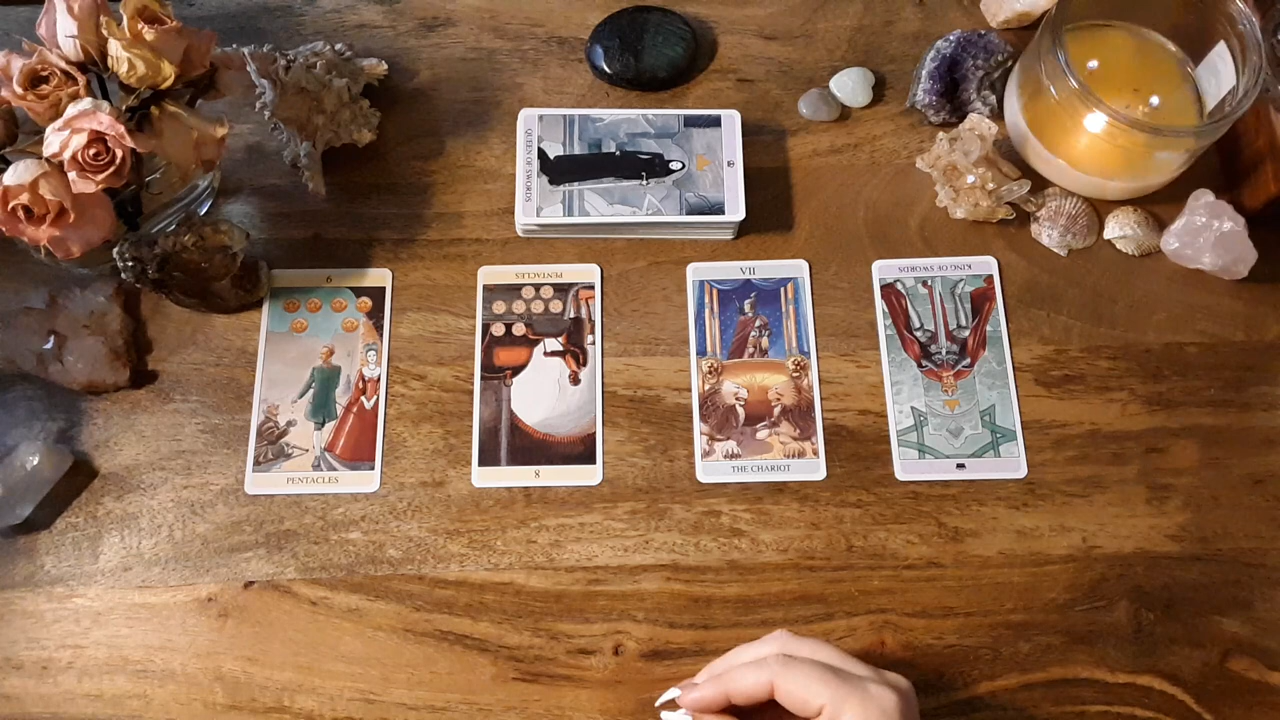 QUEEN OF SWORDS
6
PENTACLES
PENTACLES
8
VII
THE CHARIOT
KING OF SWORDS